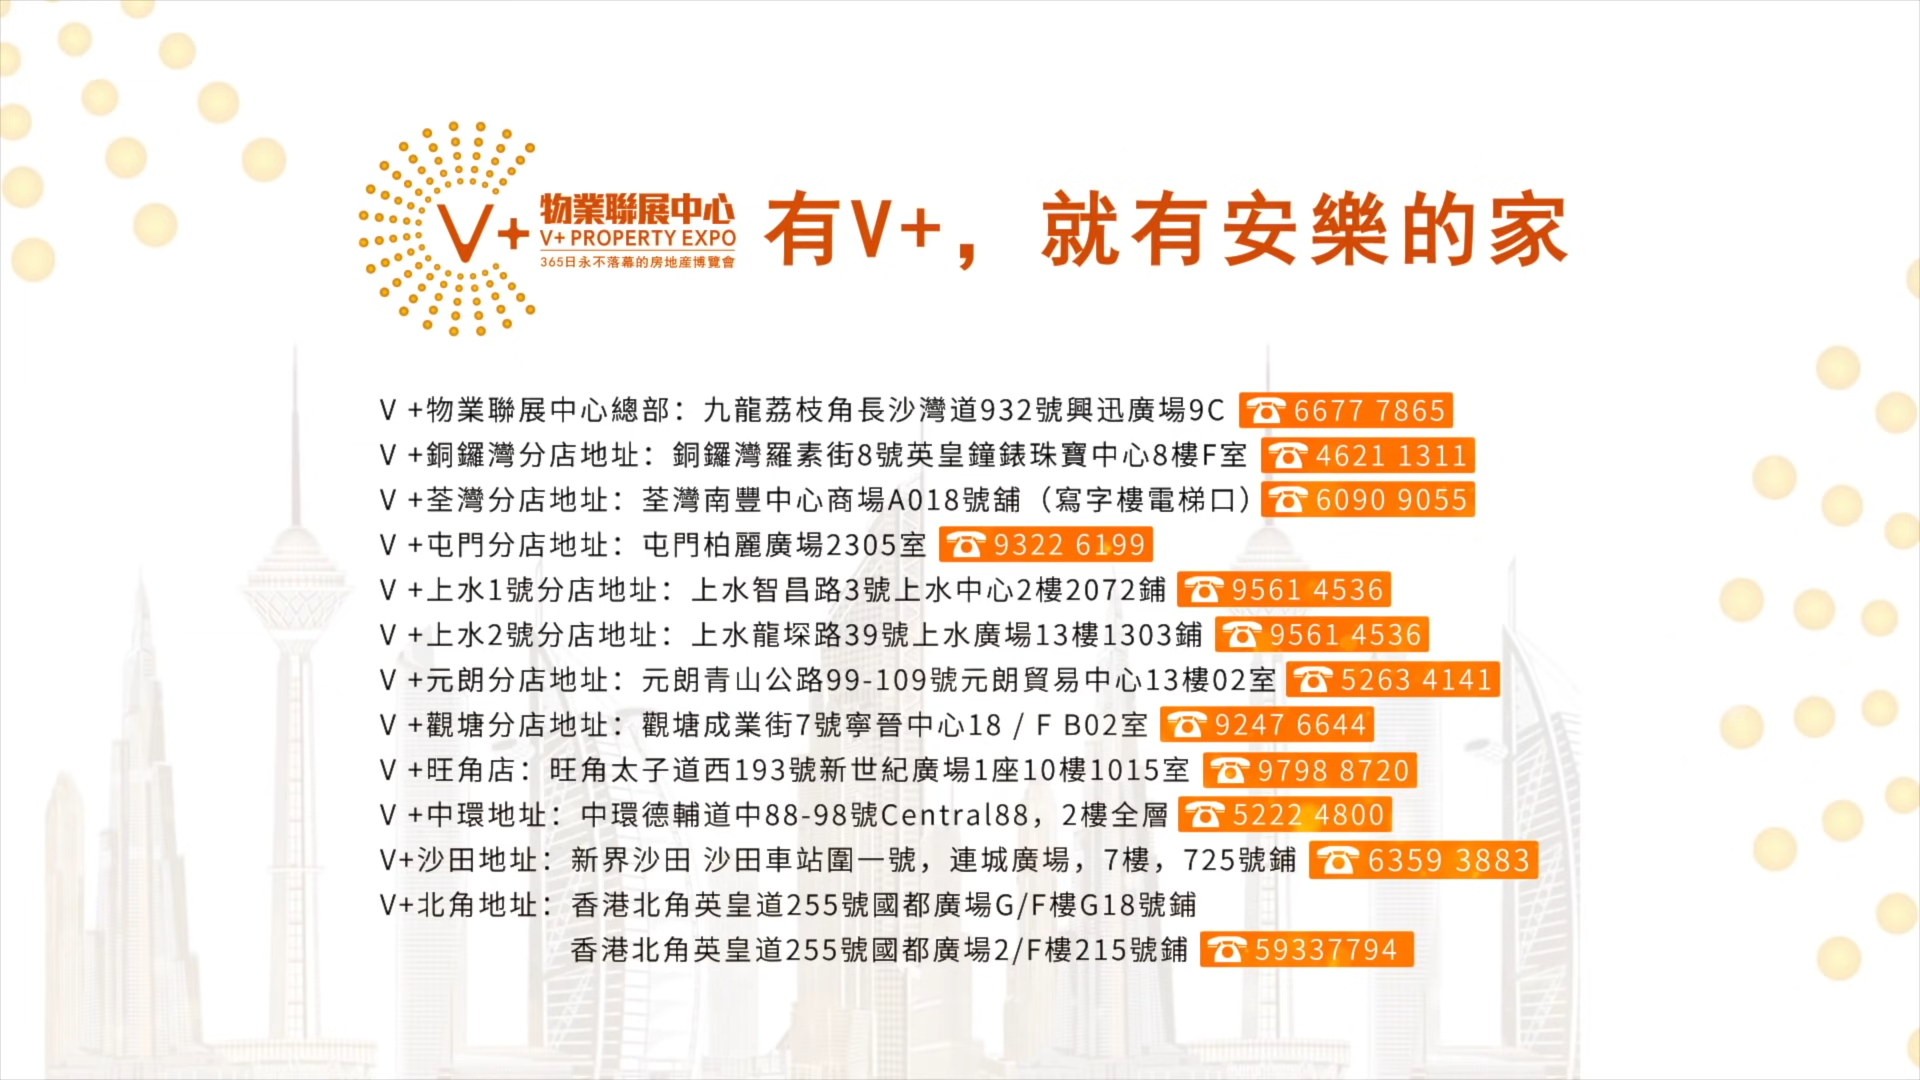 物業聯展中心
V+ PROPERTY EXPO
365日永不落幕的房地産博覽會
有V+，就有安樂的家
V +物業聯展中心總部：九龍荔枝角長沙灣道932號興迅廣場9C 6677 7865
V +銅鑼灣分店地址：銅鑼灣羅素街8號英皇鐘錶珠寶中心8樓F室 4621 1311
V +荃灣分店地址：荃灣南豐中心商場A018號舖（寫字樓電梯口） 6090 9055
V +屯門分店地址：屯門柏麗廣場2305室 9322 6199
V +上水1號分店地址：上水智昌路3號上水中心2樓2072鋪 9561 4536
V +上水2號分店地址：上水龍堔路39號上水廣場13樓1303鋪 9561 4536
V +元朗分店地址：元朗青山公路99-109號元朗貿易中心13樓02室 5263 4141
V +觀塘分店地址：觀塘成業街7號寧晉中心18 / F B02室 9247 6644
V +旺角店：旺角太子道西193號新世紀廣場1座10樓1015室 9798 8720
V +中環地址：中環德輔道中88-98號Central88，2樓全層 5222 4800
V+沙田地址：新界沙田 沙田車站圍一號，連城廣場，7樓，725號鋪 6359 3883
V+北角地址：香港北角英皇道255號國都廣場G/F樓G18號鋪
香港北角英皇道255號國都廣場2/F樓215號鋪 59337794